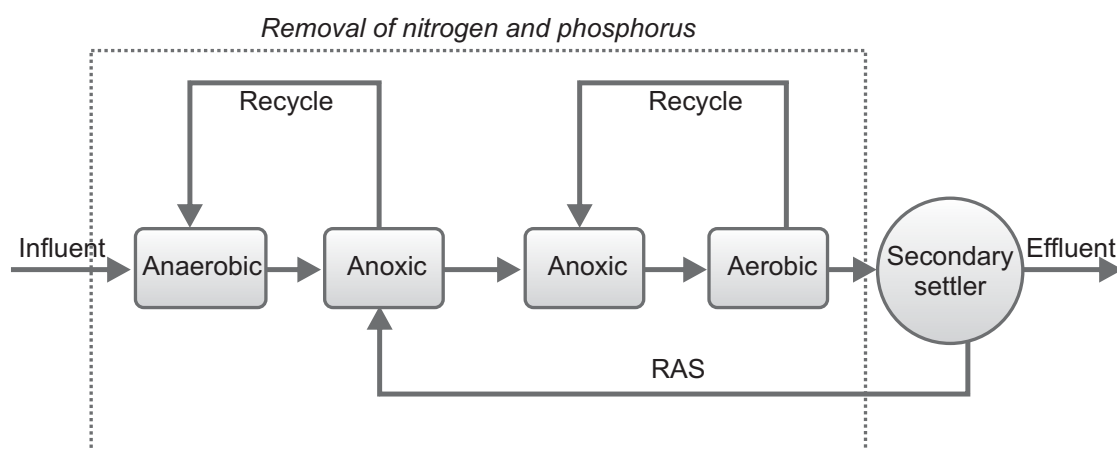 Removal of nitrogen and phosphorus
Recycle
Recycle
Influent
Anaerobic
Anoxic
Anoxic
Aerobic
Secondary
settler
Effluent
RAS